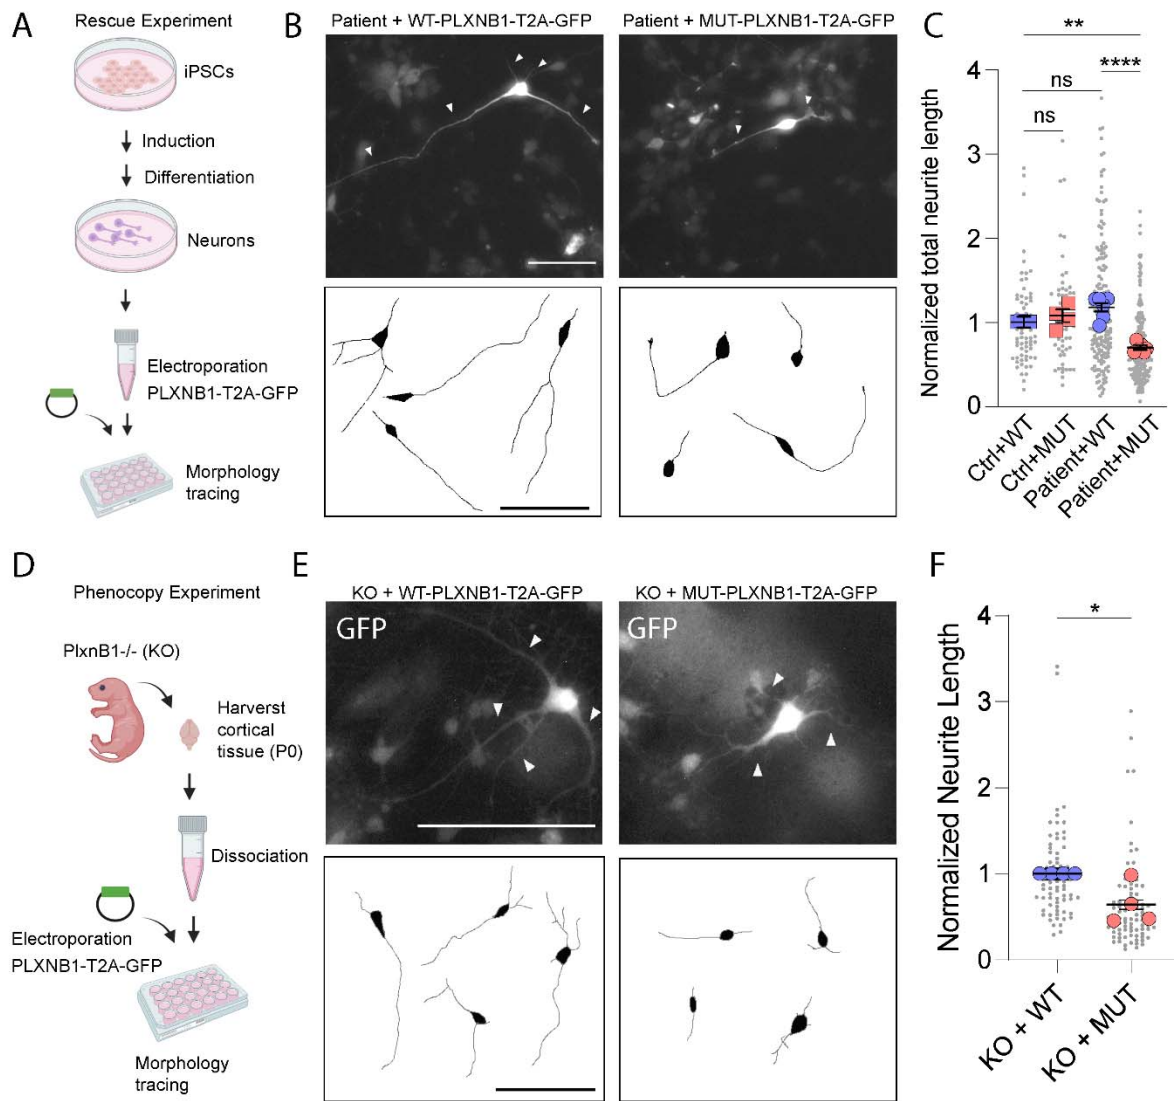 A
Rescue Experiment
iPSCs
Induction
Differentiation
Neurons
Electroporation
PLXNB1-T2A-GFP
Morphology
tracing
B
Patient + WT-PLXNB1-T2A-GFP
Patient + MUT-PLXNB1-T2A-GFP
C
**
****
ns
ns
Normalized total neurite length
4
3
2
1
0
Ctrl+WT
Ctrl+MUT
Patient+WT
Patient+MUT
D
Phenocopy Experiment
PlxnB1-/- (KO)
Harverst
cortical
tissue (P0)
Dissociation
Electroporation
PLXNB1-T2A-GFP
Morphology
tracing
E
KO + WT-PLXNB1-T2A-GFP
KO + MUT-PLXNB1-T2A-GFP
GFP
GFP
F
*
Normalized Neurite Length
4
3
2
1
0
KO + WT
KO + MUT